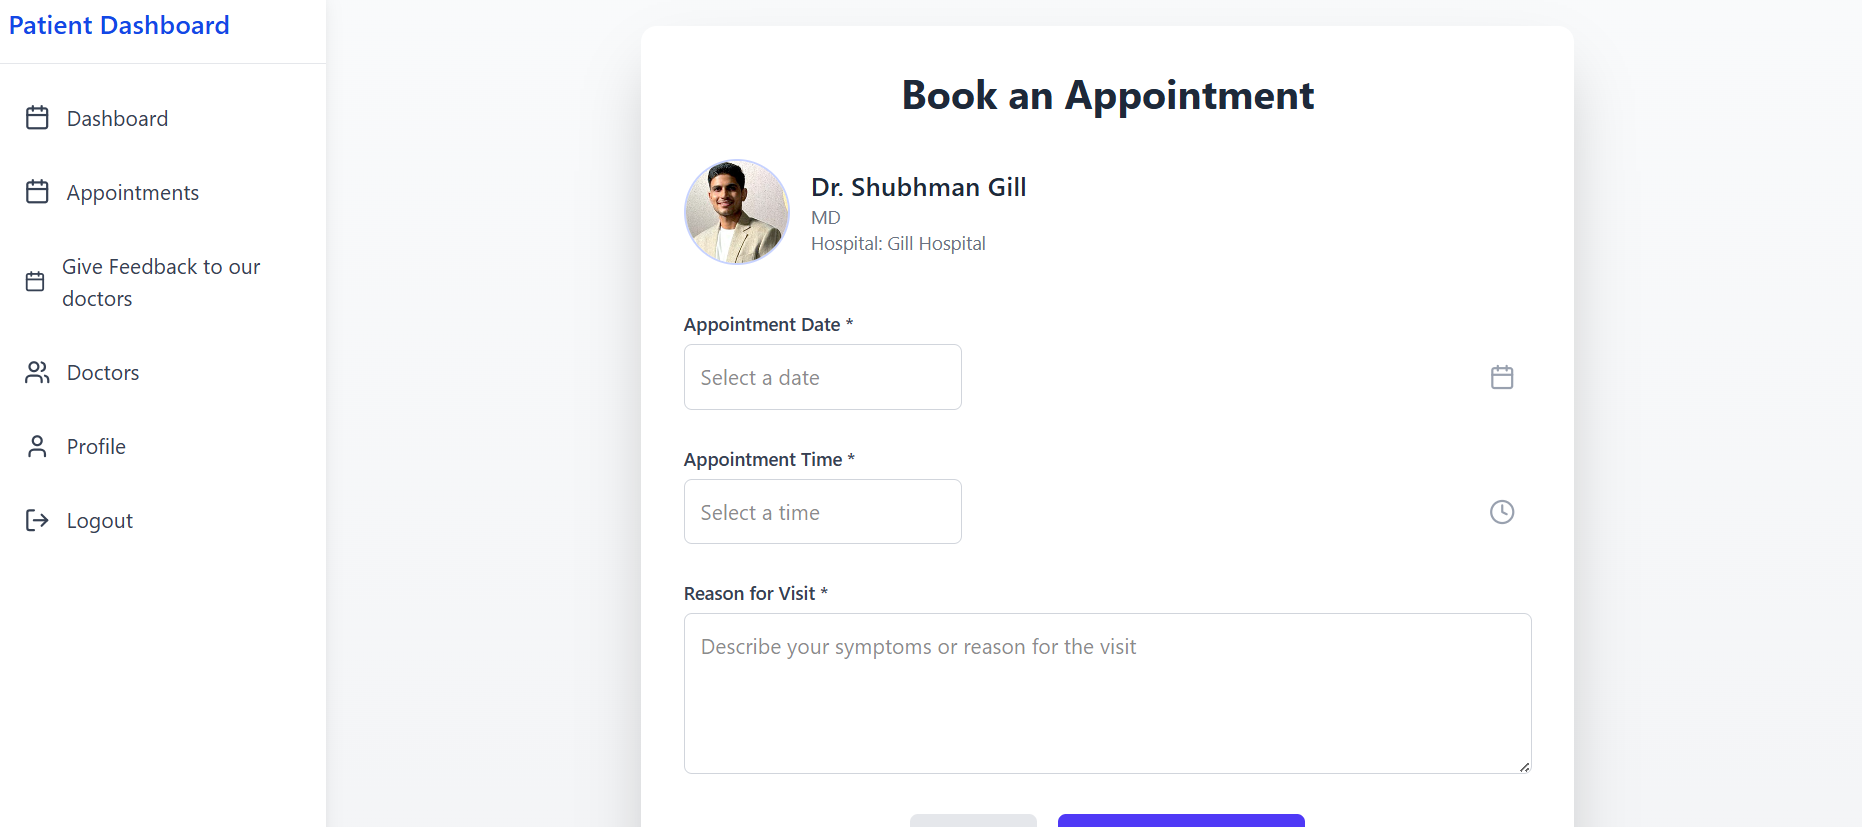 Patient Dashboard
Dashboard
Appointments
Give Feedback to our
doctors
Doctors
Profile
Logout
Book an Appointment
Dr. Shubhman Gill
MD
Hospital: Gill Hospital
Appointment Date *
Select a date
Appointment Time *
Select a time
Reason for Visit *
Describe your symptoms or reason for the visit